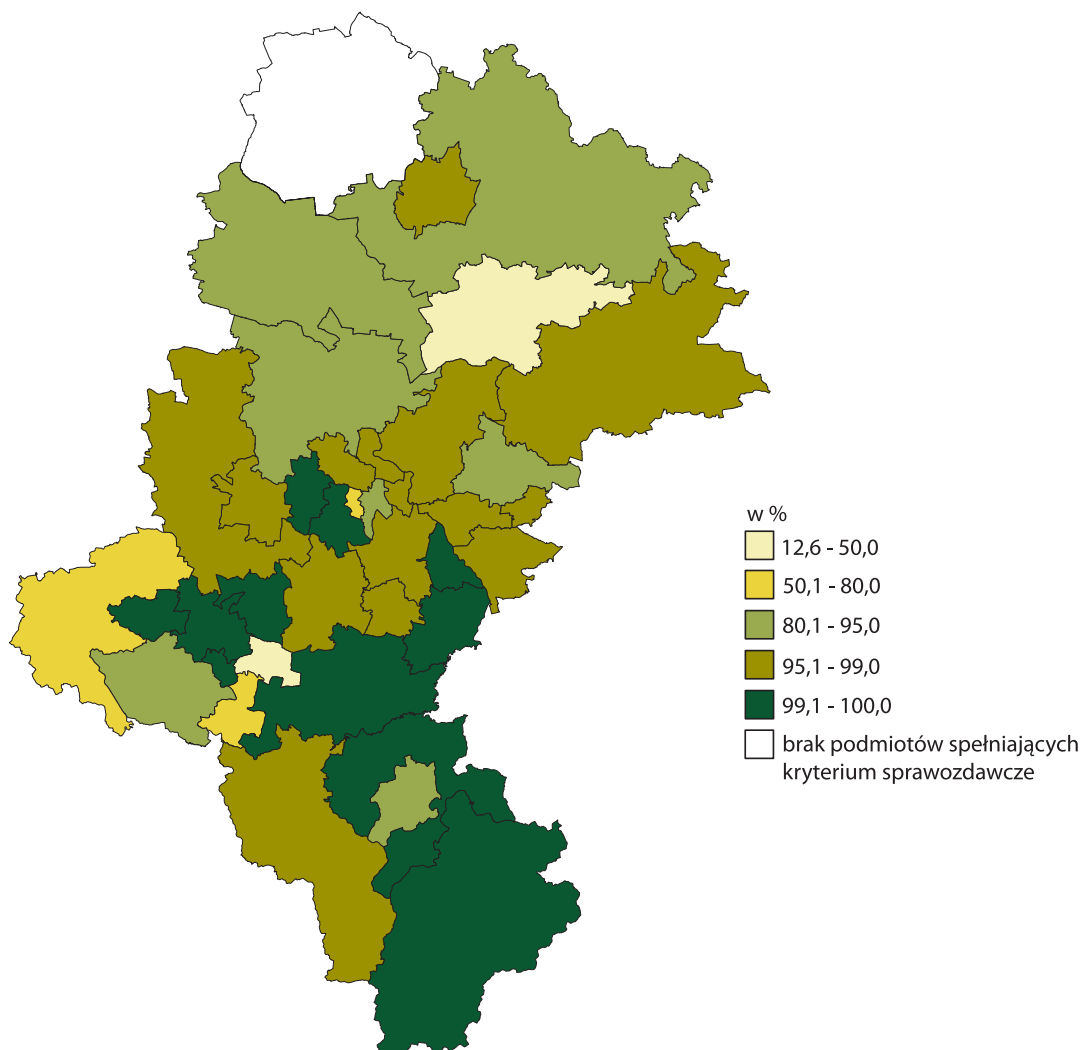 w %
12,6 - 50,0
50,1 - 80,0
80,1 - 95,0
95,1 - 99,0
99,1 - 100,0
brak podmiotów spełniających
kryterium sprawozdawcze